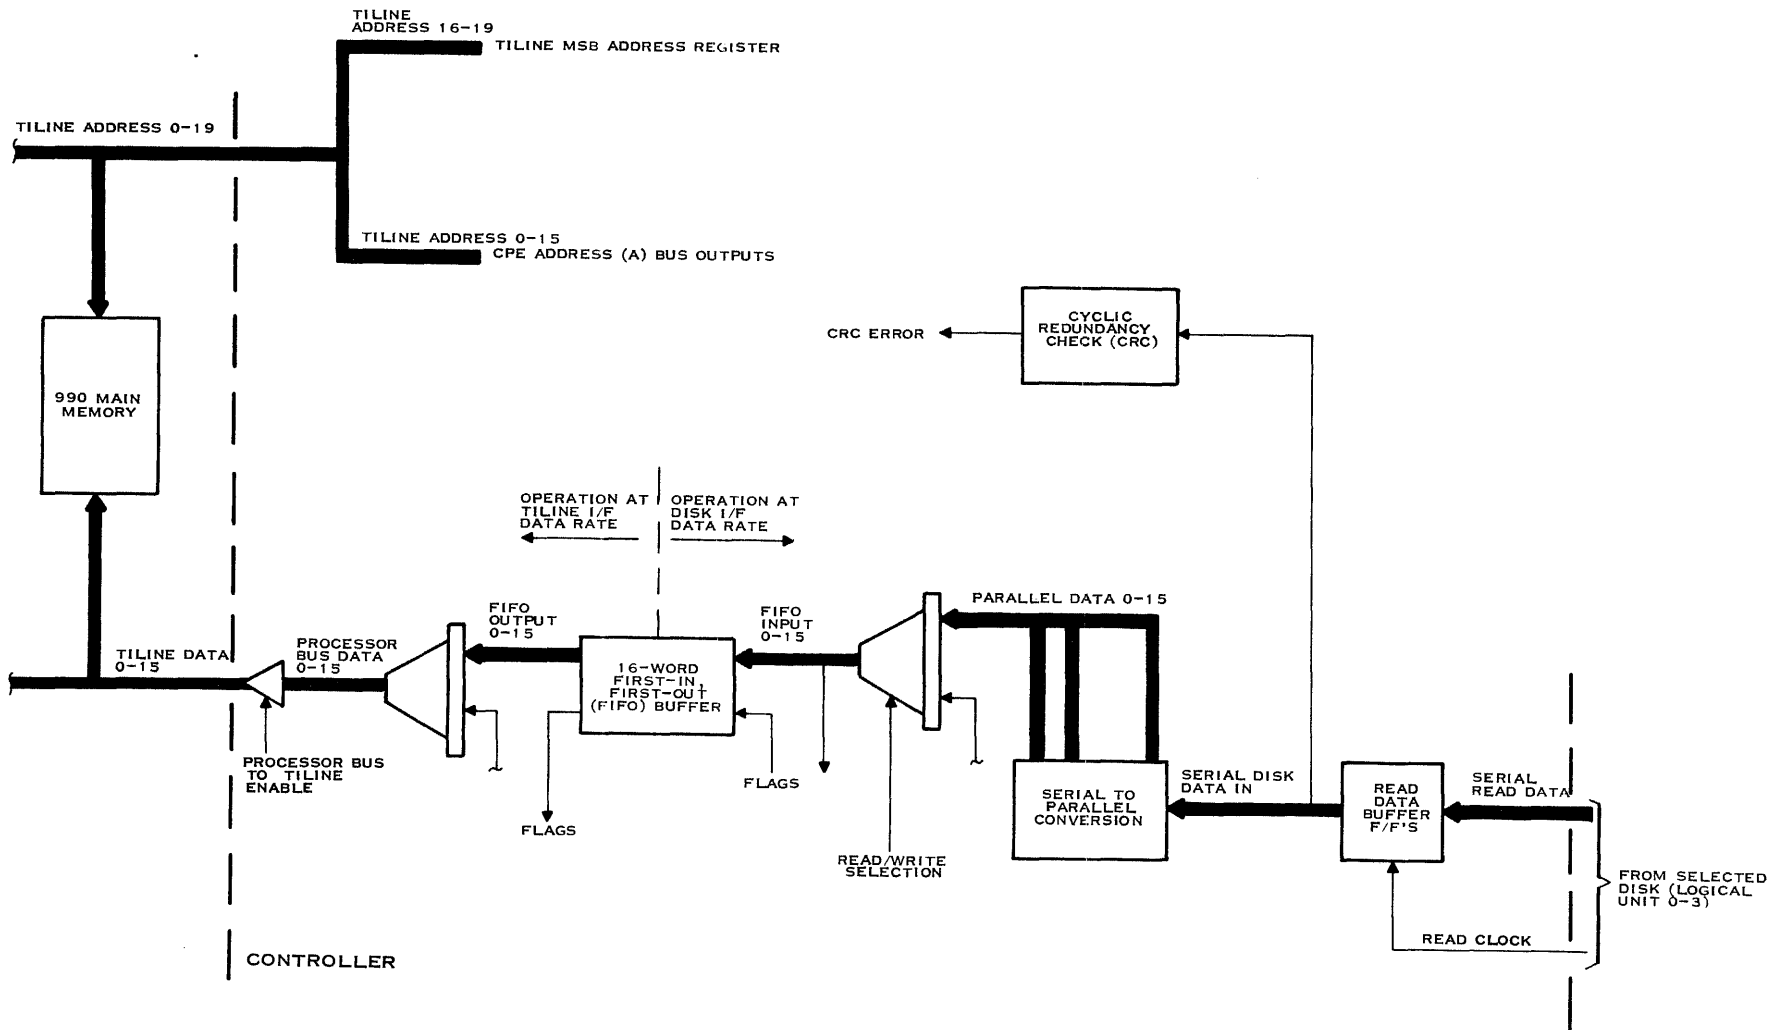 TILINE
ADDRESS 16-19
TILINE MSB ADDRESS REGISTER
TILINE ADDRESS 0-19
TILINE ADDRESS 0-15
CPE ADDRESS (A) BUS OUTPUTS
CYCLIC
REDUNDANCY
CHECK (CRC)
CRC ERROR
990 MAIN
MEMORY
OPERATION AT
TILINE I/F
DATA RATE
OPERATION AT
DISK I/F
DATA RATE
TILINE DATA
0-15
PROCESSOR
BUS DATA
0-15
FIFO
OUTPUT
0-15
16-WORD
FIRST-IN,
FIRST-OUT
(FIFO) BUFFER
FIFO
INPUT
0-15
PARALLEL DATA 0-15
PROCESSOR BUS
TO TILINE
ENABLE
FLAGS
FLAGS
READ/WRITE
SELECTION
SERIAL TO
PARALLEL
CONVERSION
SERIAL DISK
DATA IN
READ
DATA
BUFFER
F/F'S
SERIAL
READ DATA
FROM SELECTED
DISK (LOGICAL
UNIT 0-3)
READ CLOCK
CONTROLLER